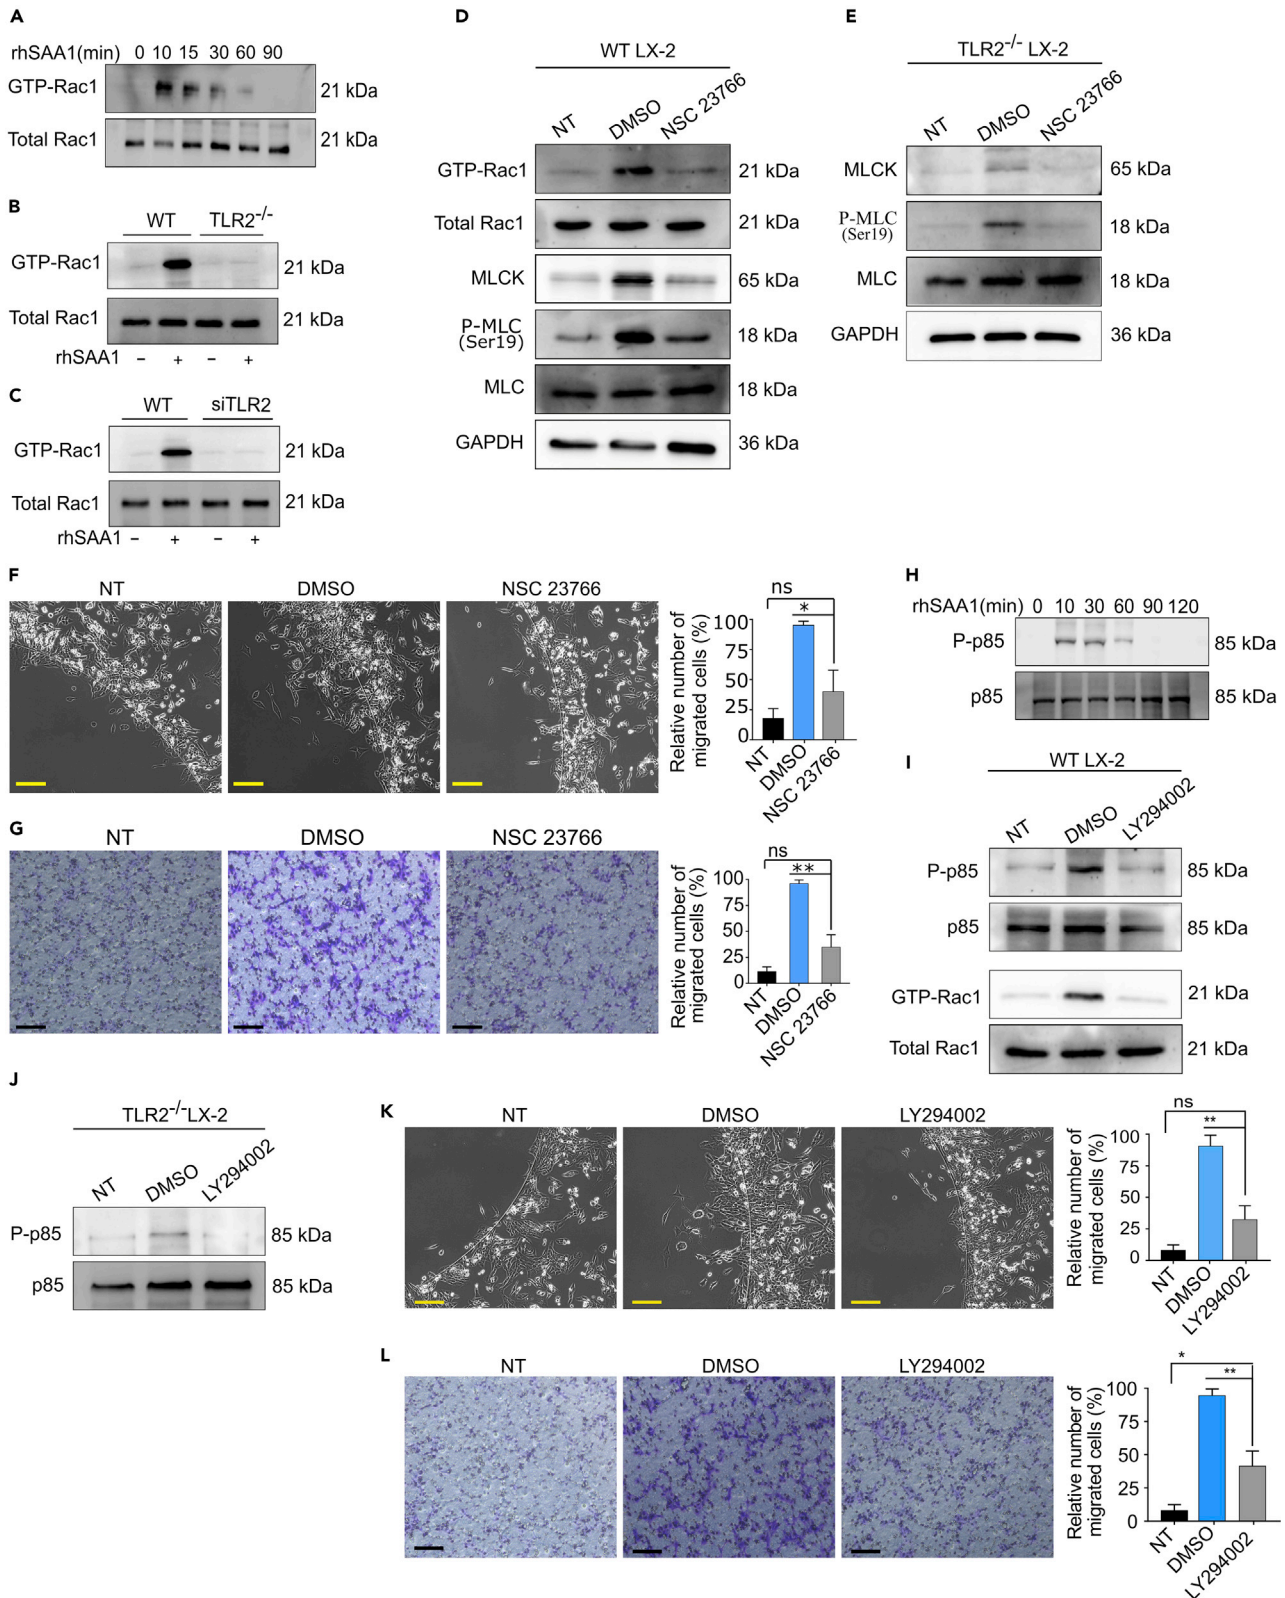 A
rhSAA1(min) 0 10 15 30 60 90
GTP-Rac1 21 kDa
Total Rac1 21 kDa
B
WT TLR2-/-
GTP-Rac1 21 kDa
Total Rac1 21 kDa
rhSAA1 − + − +
C
WT siTLR2
GTP-Rac1 21 kDa
Total Rac1 21 kDa
rhSAA1 − + − +
D
WT LX-2
NT DMSO NSC 23766
GTP-Rac1 21 kDa
Total Rac1 21 kDa
MLCK 65 kDa
P-MLC
(Ser19) 18 kDa
MLC 18 kDa
GAPDH 36 kDa
E
TLR2-/- LX-2
NT DMSO NSC 23766
MLCK 65 kDa
P-MLC
(Ser19) 18 kDa
MLC 18 kDa
GAPDH 36 kDa
F
NT DMSO NSC 23766
Relative number of
migrated cells (%)
100
75
50
25
0
ns
*
NT DMSO NSC 23766
G
NT DMSO NSC 23766
Relative number of
migrated cells (%)
100
75
50
25
0
ns
**
NT DMSO NSC 23766
H
rhSAA1(min) 0 10 30 60 90 120
P-p85 85 kDa
p85 85 kDa
I
WT LX-2
NT DMSO LY294002
P-p85 85 kDa
p85 85 kDa
GTP-Rac1 21 kDa
Total Rac1 21 kDa
J
TLR2-/-LX-2
NT DMSO LY294002
P-p85 85 kDa
p85 85 kDa
K
NT DMSO LY294002
Relative number of
migrated cells (%)
100
75
50
25
0
ns
**
NT DMSO LY294002
L
NT DMSO LY294002
Relative number of
migrated cells (%)
100
75
50
25
0
*
**
NT DMSO LY294002